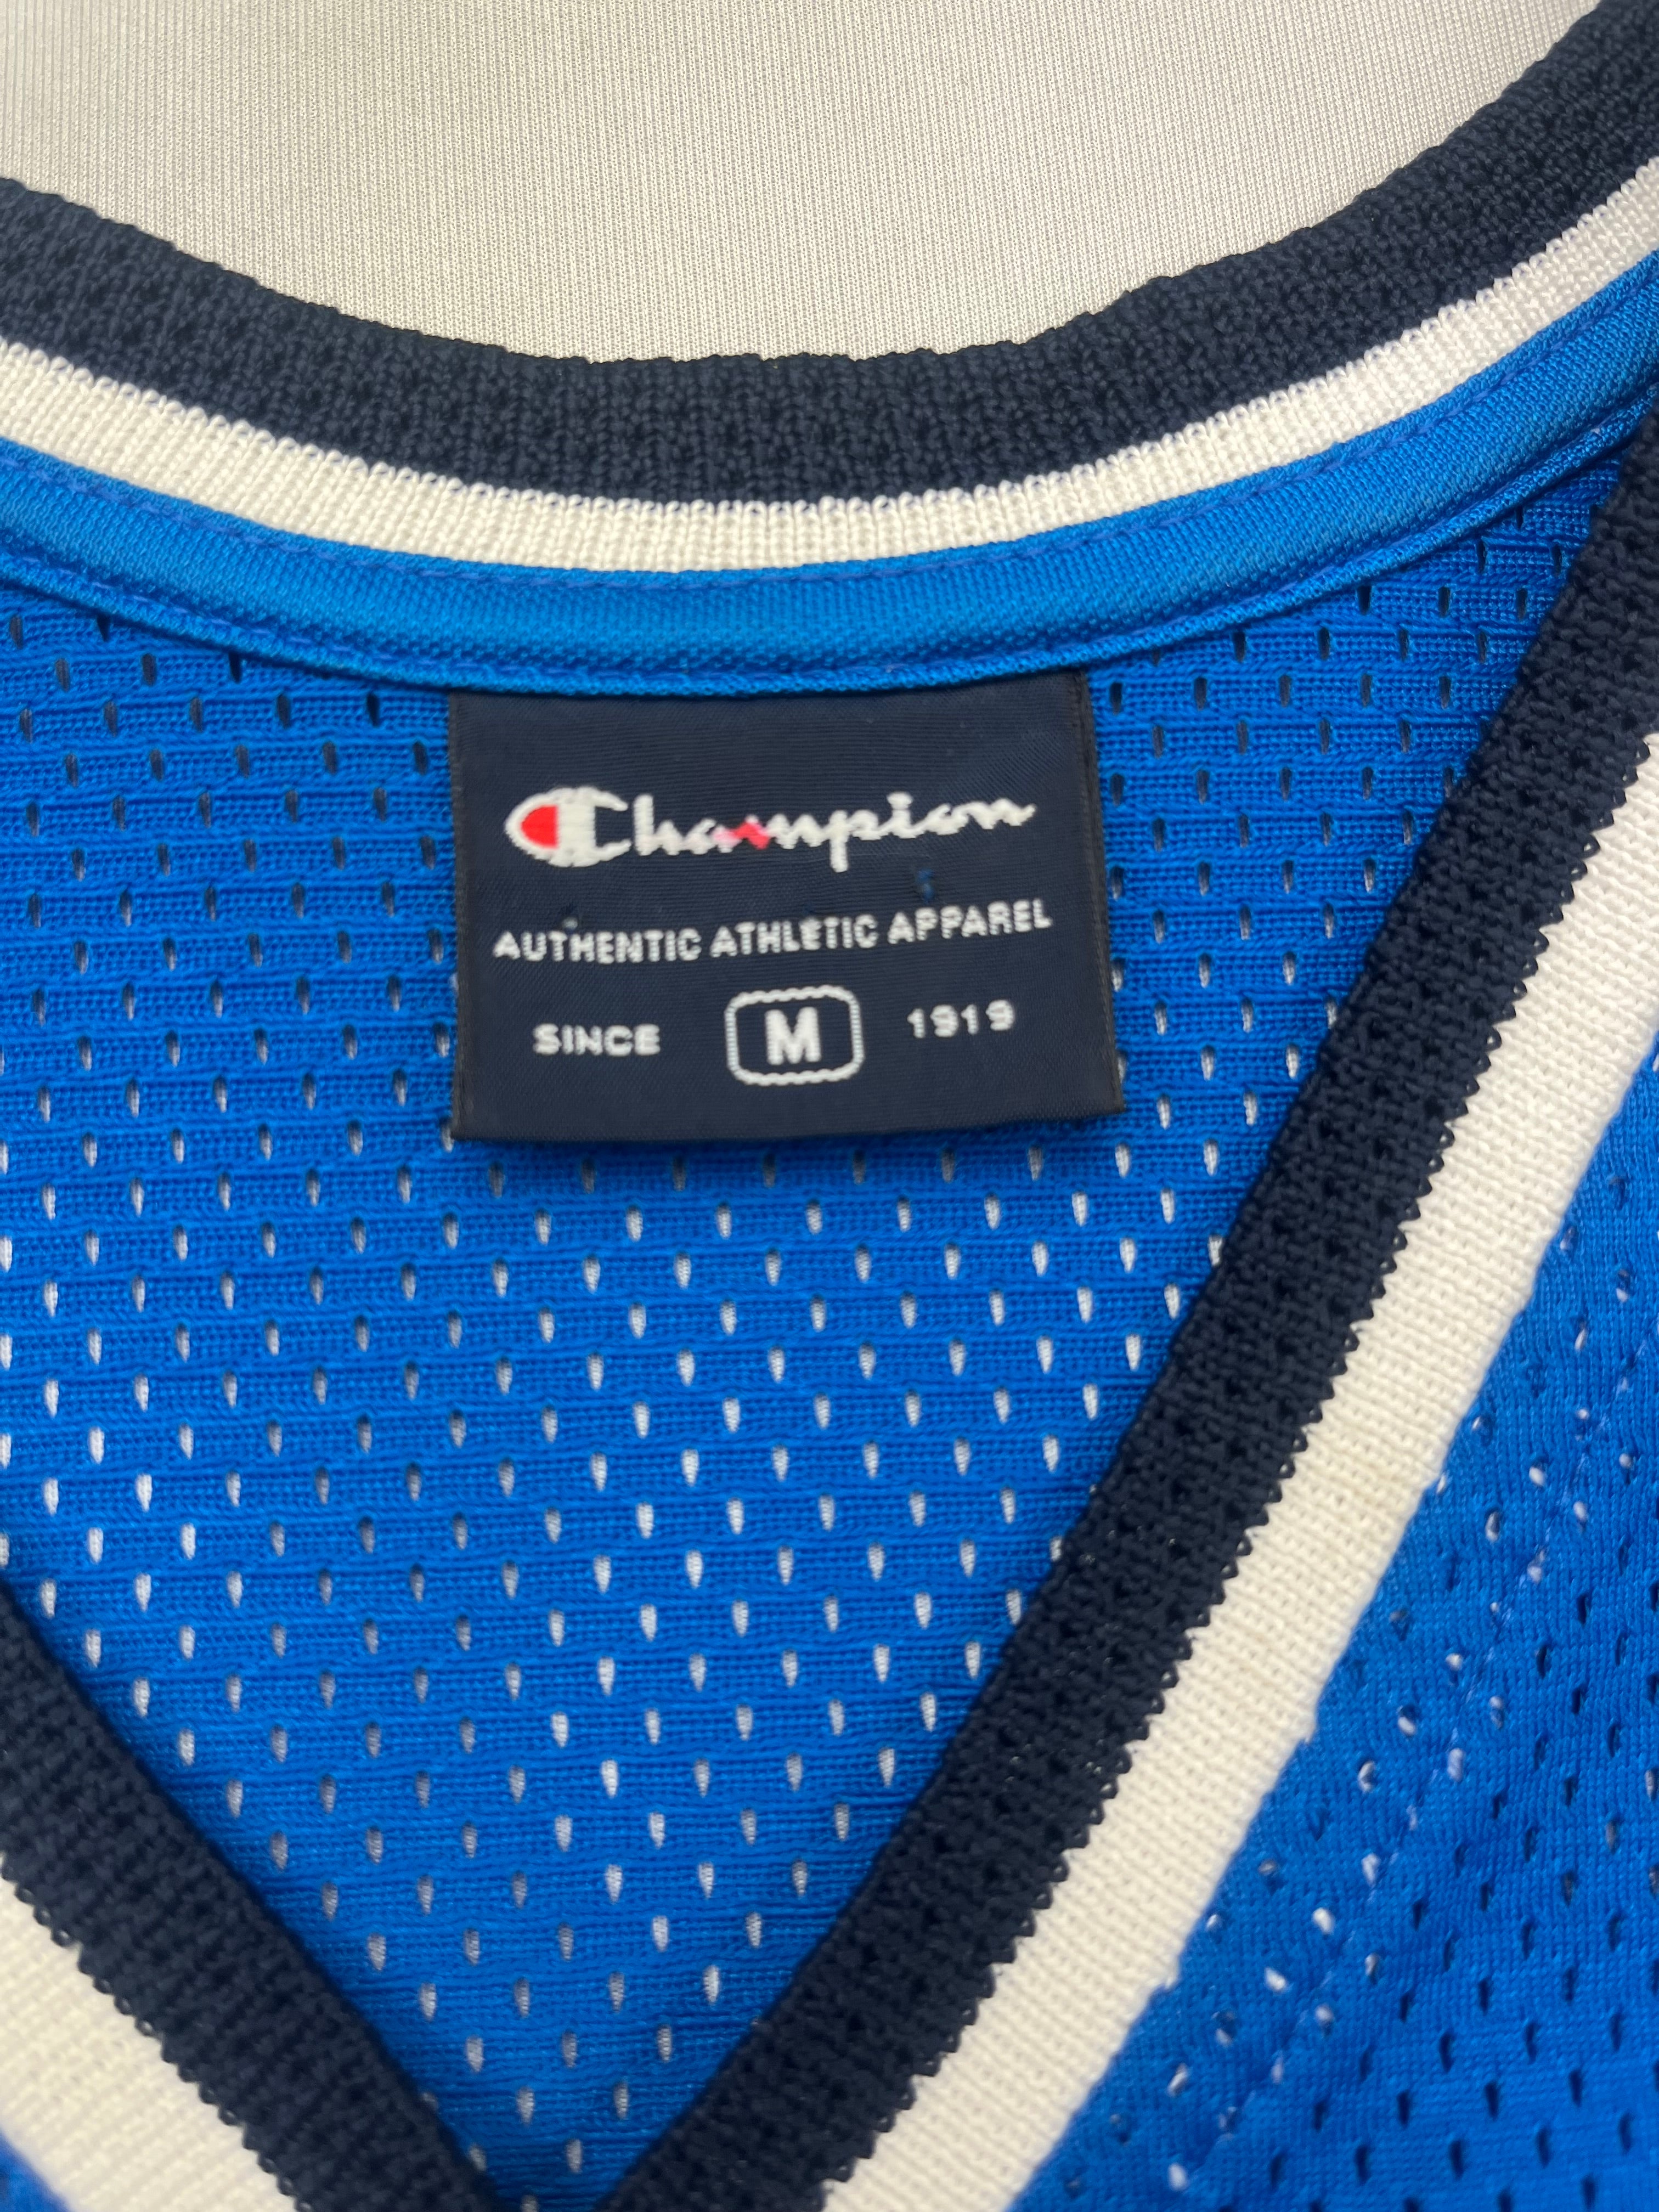 Champion
AUTHENTIC ATHLETIC APPAREL
SINCE M 1919